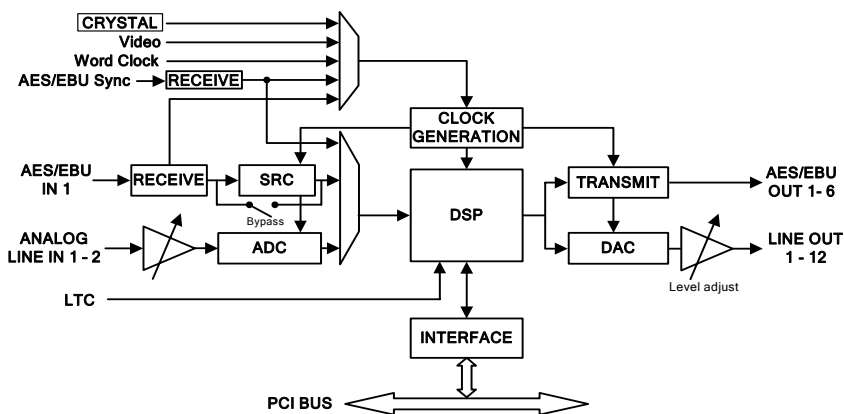 CRYSTAL
Video
Word Clock
AES/EBU Sync
RECEIVE
CLOCK
GENERATION
AES/EBU
IN 1
RECEIVE
SRC
Bypass
DSP
TRANSMIT
AES/EBU
OUT 1- 6
ANALOG
LINE IN 1 - 2
ADC
DAC
LINE OUT
1 - 12
Level adjust
LTC
INTERFACE
PCI BUS